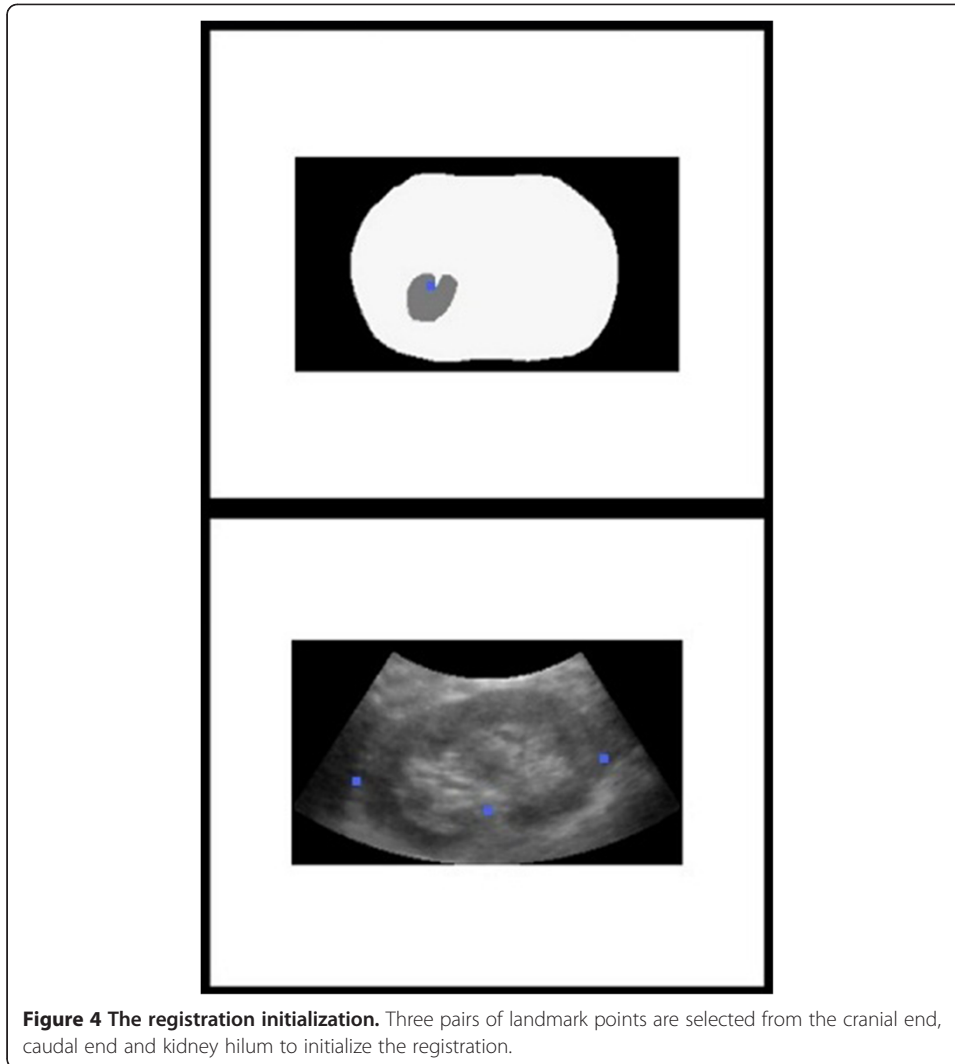 Figure 4 The registration initialization. Three pairs of landmark points are selected from the cranial end,
caudal end and kidney hilum to initialize the registration.